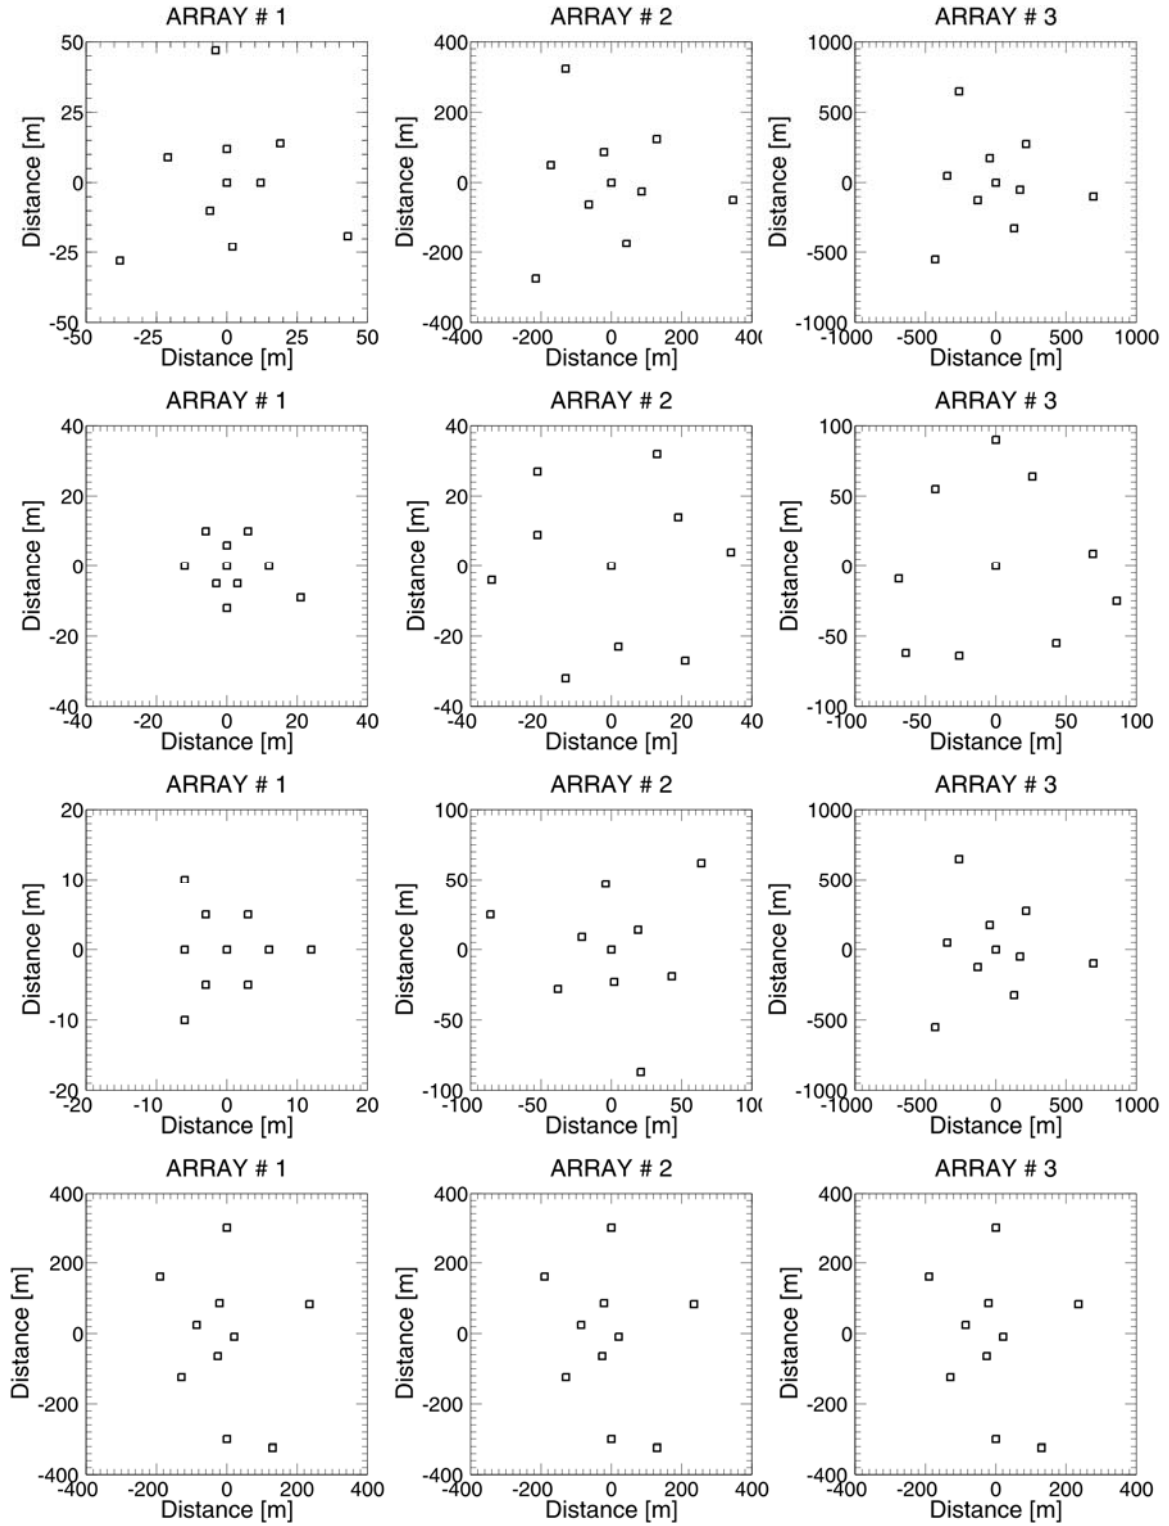 ARRAY # 1 ARRAY # 2 ARRAY # 3
50 400 1000
25 200 500
0 0 0
-25 -200 -500
-50 -400 -1000
Distance [m] Distance [m] Distance [m]
-50 -25 0 25 50 -400 -200 0 200 400 -1000 -500 0 500 1000
Distance [m] Distance [m] Distance [m]
ARRAY # 1 ARRAY # 2 ARRAY # 3
40 40 100
20 20 50
0 0 0
-20 -20 -50
-40 -40 -100
Distance [m] Distance [m] Distance [m]
-40 -20 0 20 40 -40 -20 0 20 40 -100 -50 0 50 100
Distance [m] Distance [m] Distance [m]
ARRAY # 1 ARRAY # 2 ARRAY # 3
20 100 1000
10 50 500
0 0 0
-10 -50 -500
-20 -100 -1000
Distance [m] Distance [m] Distance [m]
-20 -10 0 10 20 -100 -50 0 50 10 -1000 -500 0 500 1000
Distance [m] Distance [m] Distance [m]
ARRAY # 1 ARRAY # 2 ARRAY # 3
400 400 400
200 200 200
0 0 0
-200 -200 -200
-400 -400 -400
Distance [m] Distance [m] Distance [m]
-400 -200 0 200 400 -400 -200 0 200 400 -400 -200 0 200 400
Distance [m] Distance [m] Distance [m]